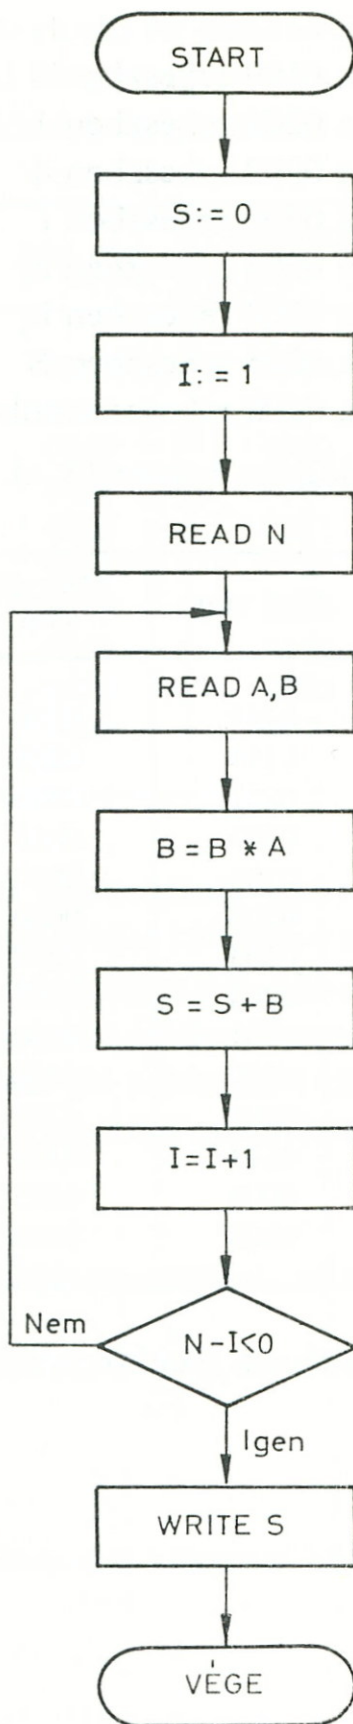 START
S:=0
I:=1
READ N
READ A,B
B=B * A
S=S+B
I=I+1
N-I<0
Nem
Igen
WRITE S
VÉGE